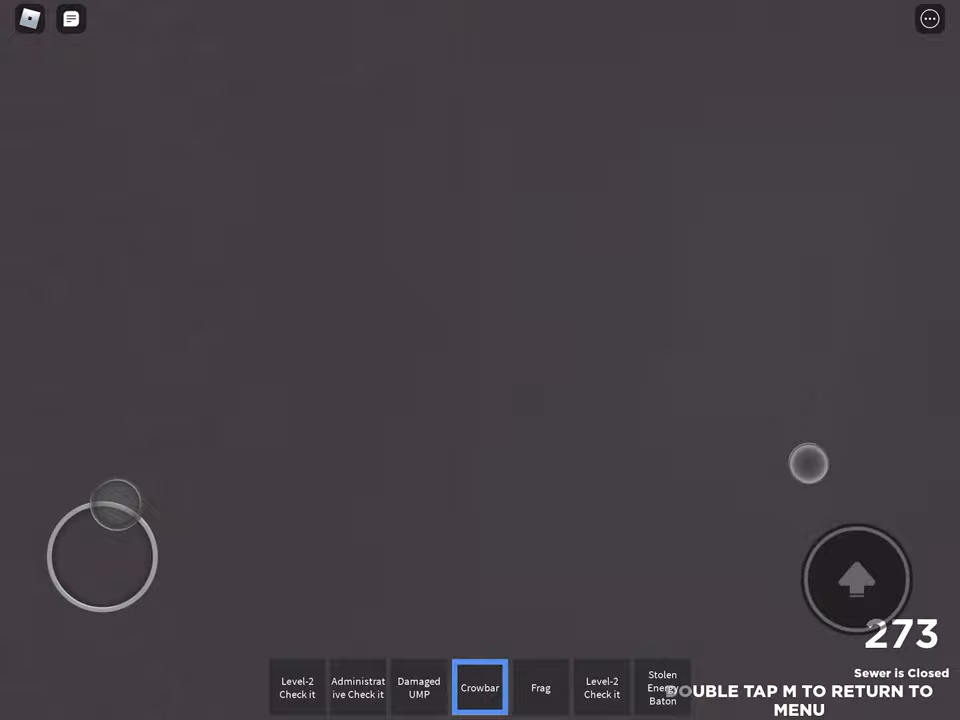 273
Sewer is Closed
Level-2
Check it
Administrat
ive Check it
Damaged
UMP
Crowbar
Frag
Level-2
Check it
Stolen
Energy
Baton
DOUBLE TAP M TO RETURN TO
MENU